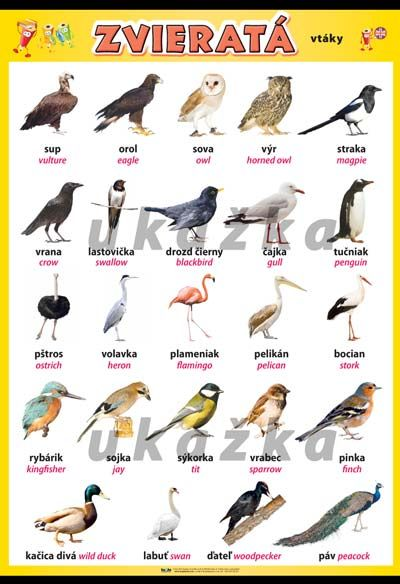 ZVIERATÁ
vtáky
sup orol sova výr straka
vulture eagle owl horned owl magpie
ukážka
vrana lastovička drozd čierny čajka tučniak
crow swallow blackbird gull penguin
pštros volavka plameniak pelikán bocian
ostrich heron flamingo pelican stork
ukážka
rybárik sojka sýkorka vrabec pinka
kingfisher jay tit sparrow finch
kačica divá wild duck labuť swan ďateľ woodpecker páv peacock